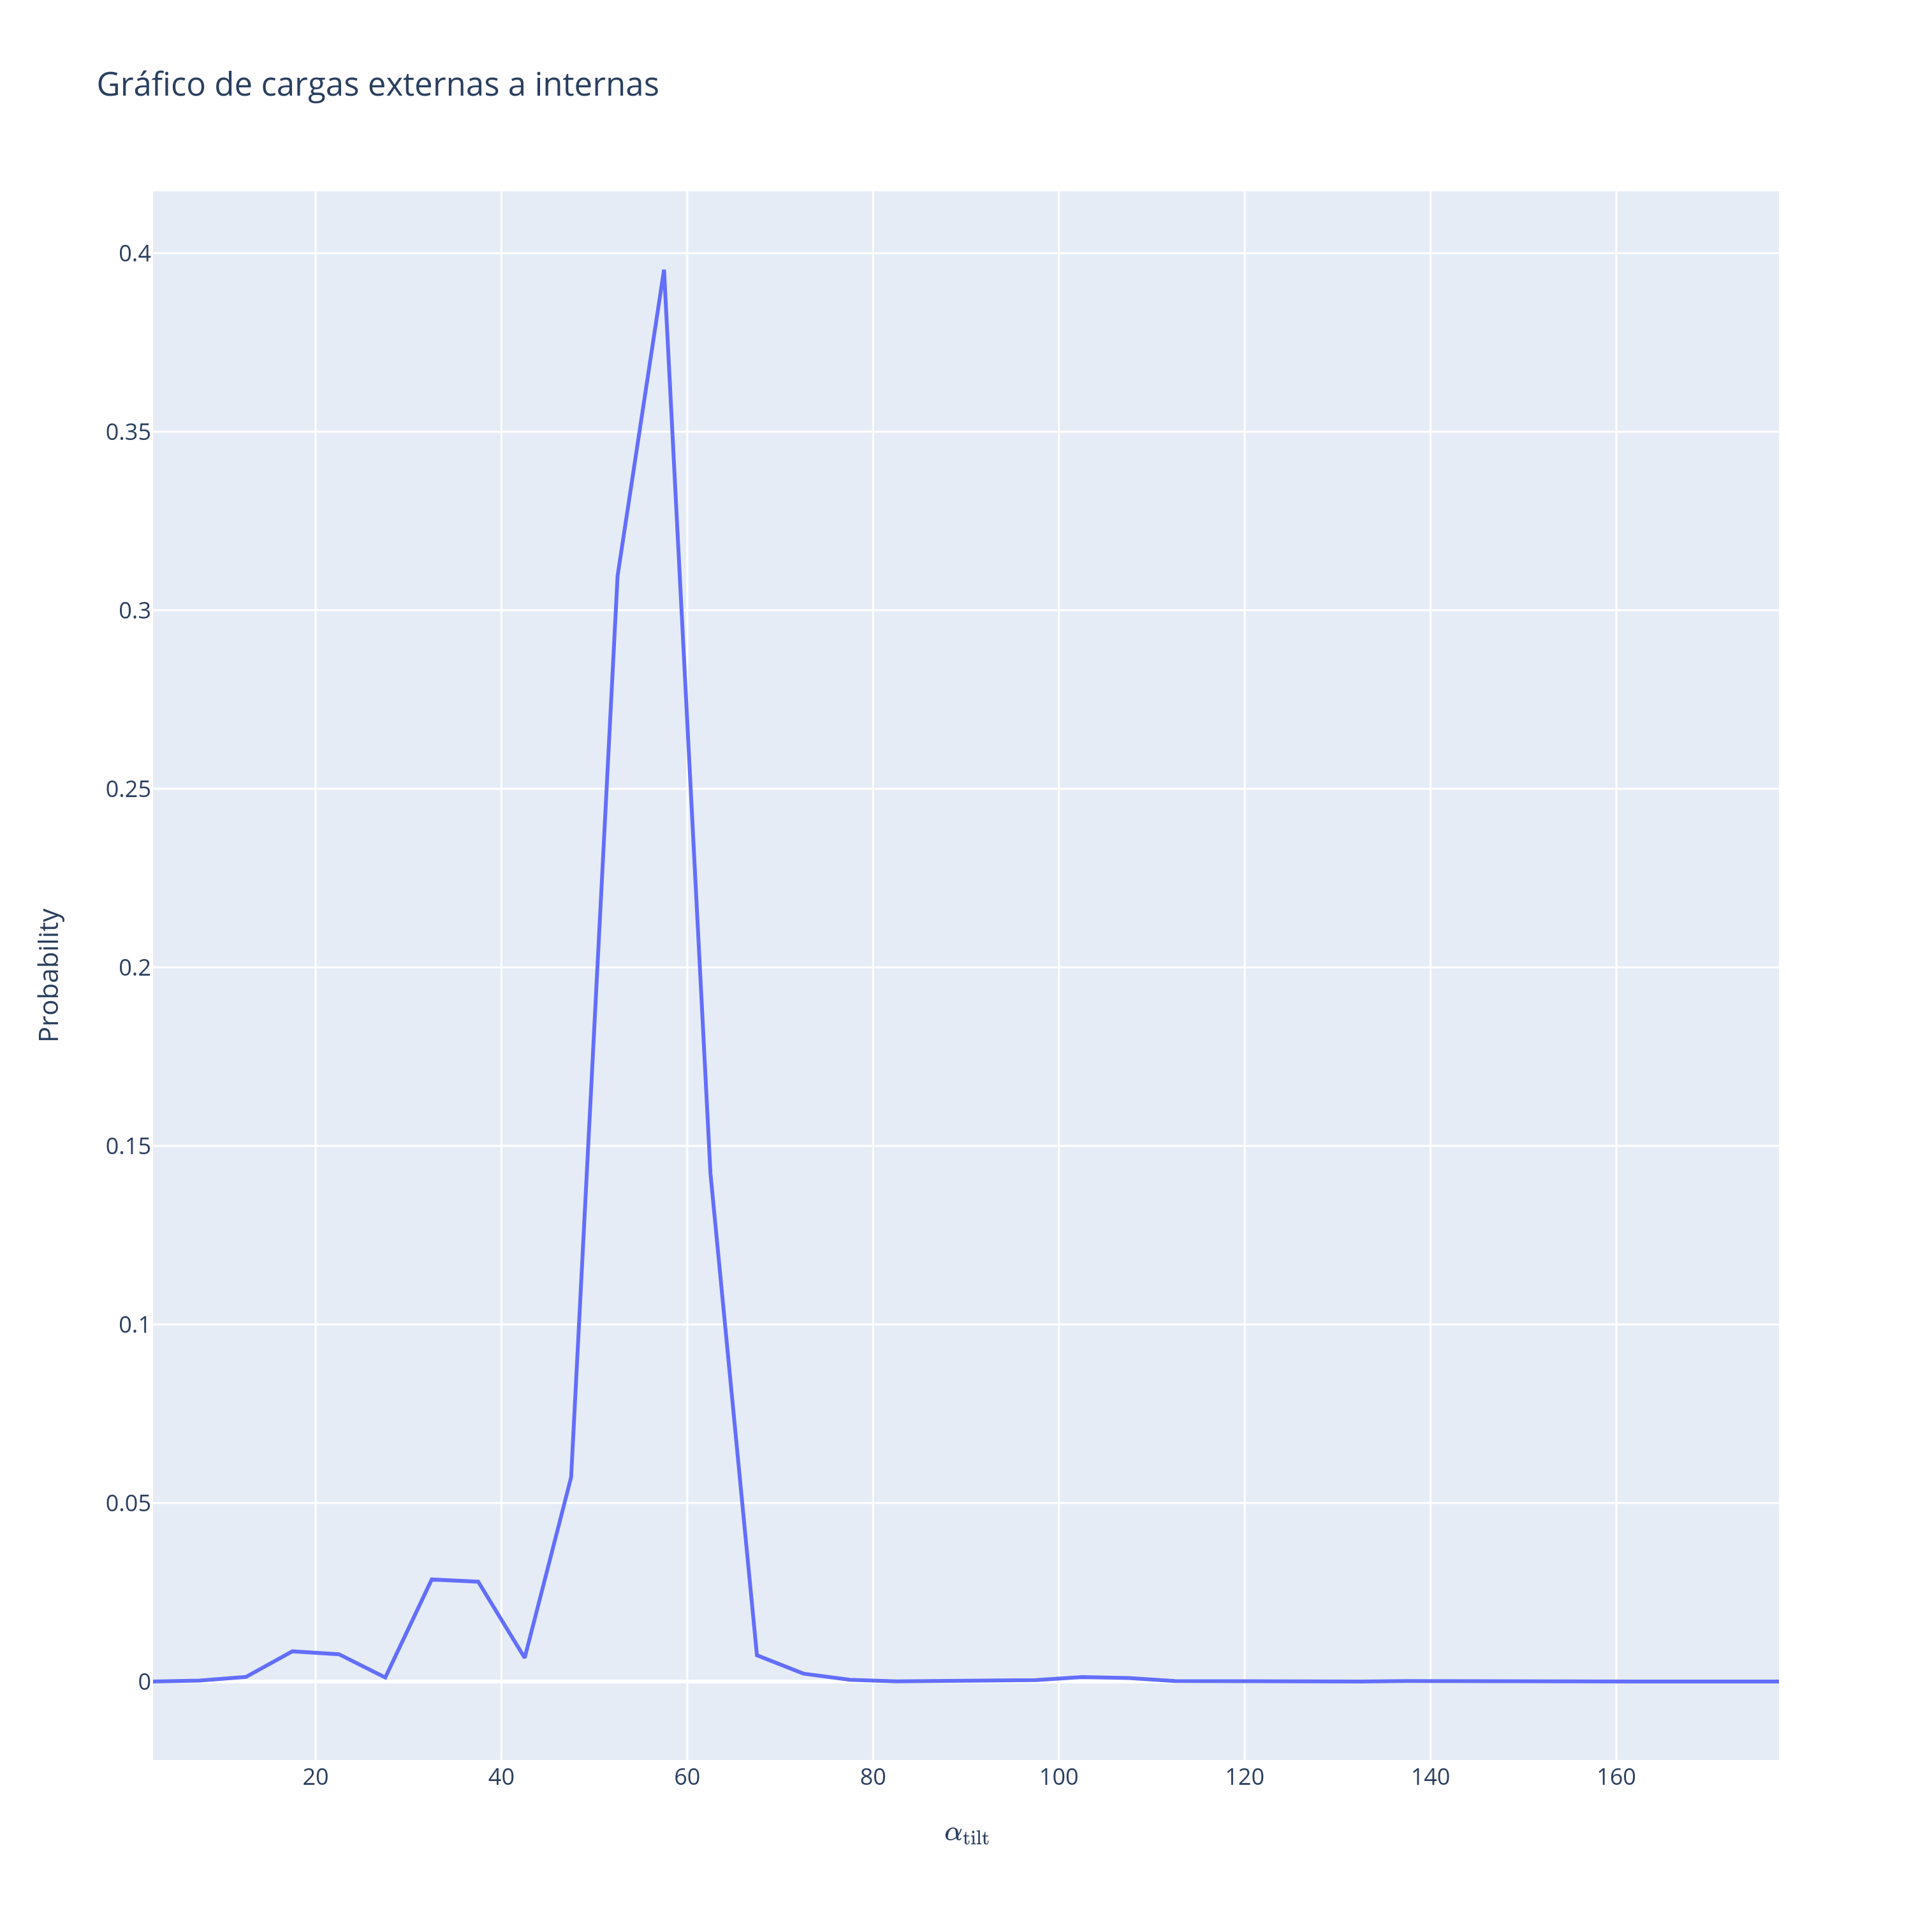 Gráfico de cargas externas a internas
0.4
0.35
0.3
0.25
0.2
0.15
0.1
0.05
0
Probability
20 40 60 80 100 120 140 160
α_tilt